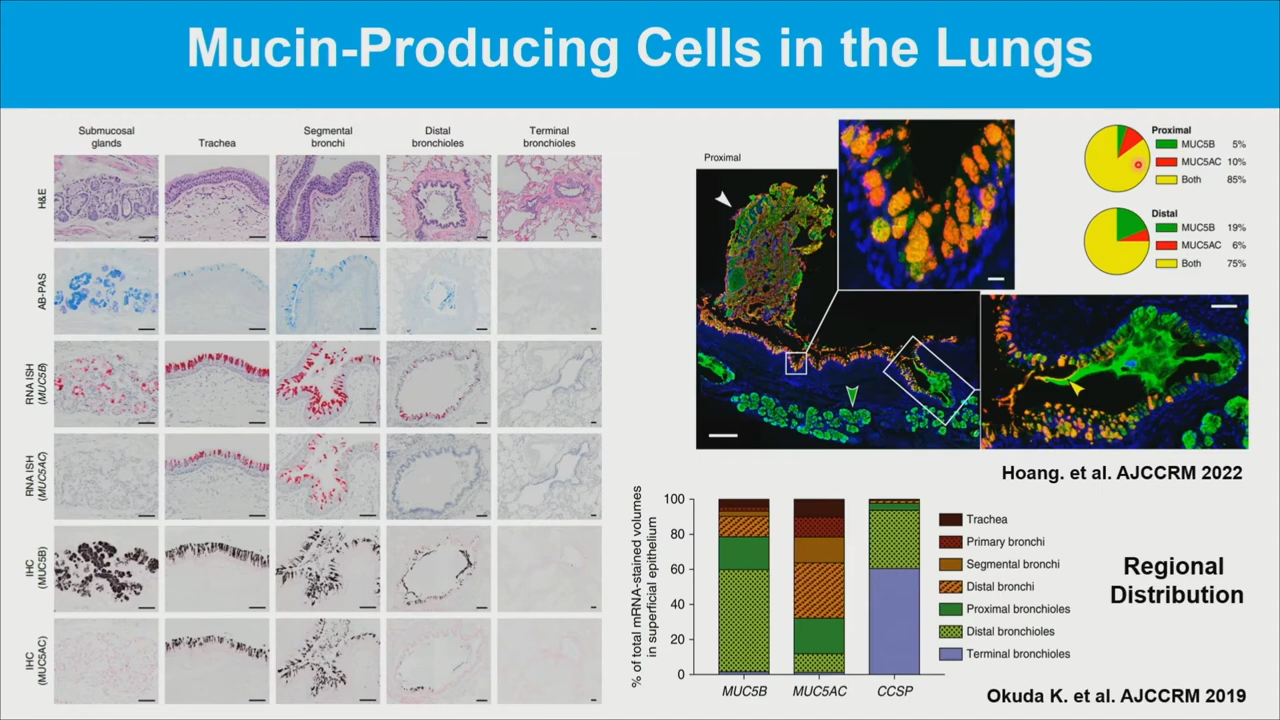 Mucin-Producing Cells in the Lungs
Submucosal
glands
Trachea
Segmental
bronchi
Distal
bronchioles
Terminal
bronchioles
H&E
AB-PAS
RNA ISH
(MUC5B)
RNA ISH
(MUC5AC)
IHC
(MUC5B)
IHC
(MUC5AC)
Proximal
Proximal
MUC5B 5%
MUC5AC 10%
Both 85%
Distal
MUC5B 19%
MUC5AC 6%
Both 75%
Hoang. et al. AJCCRM 2022
% of total mRNA-stained volumes
in superficial epithelium
100
80
60
40
20
0
MUC5B
MUC5AC
CCSP
Trachea
Primary bronchi
Segmental bronchi
Distal bronchi
Proximal bronchioles
Distal bronchioles
Terminal bronchioles
Regional
Distribution
Okuda K. et al. AJCCRM 2019